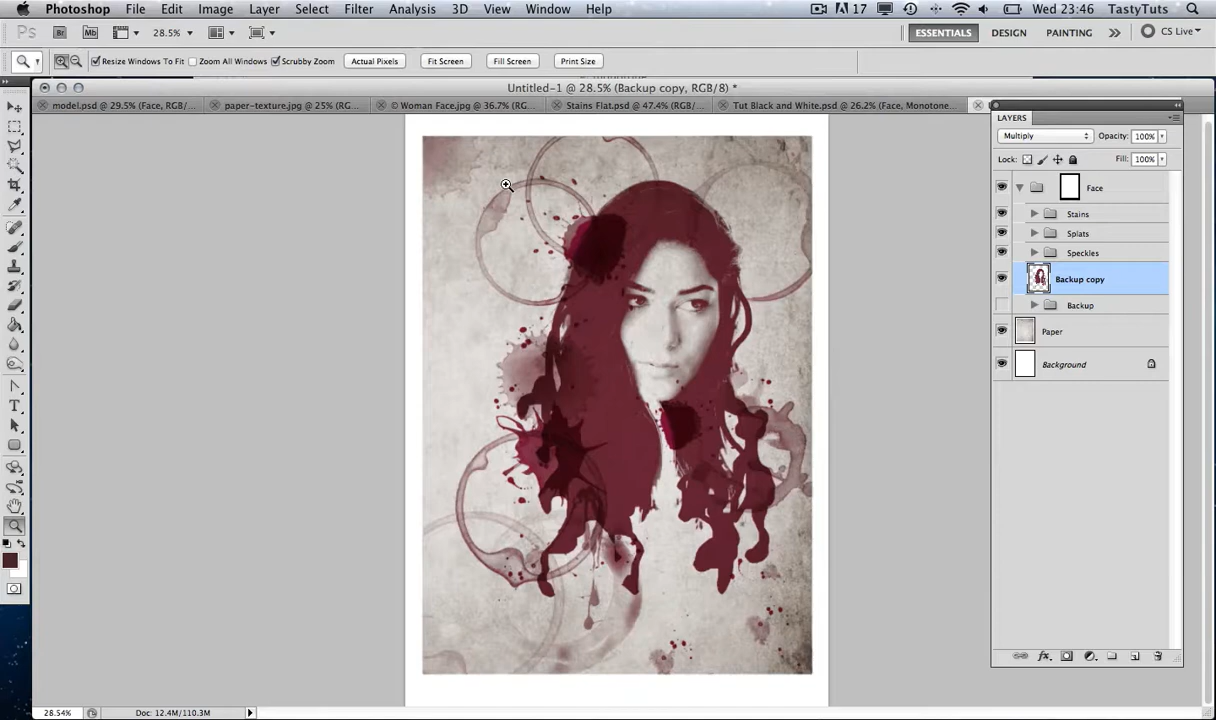 Photoshop File Edit Image Layer Select Filter Analysis 3D View Window Help 17 Wed 23:46 TastyTuts
Ps Br Mb 28.5% ESSENTIALS DESIGN PAINTING CS Live
Resize Windows To Fit Zoom All Windows Scrubby Zoom Actual Pixels Fit Screen Fill Screen Print Size
Untitled-1 @ 28.5% (Backup copy, RGB/8) *
model.psd @ 29.5% (Face, RGB/... paper-texture.jpg @ 25% (RG... © Woman Face.jpg @ 36.7% (RG... Stains Flat.psd @ 47.4% (RGB/... Tut Black and White.psd @ 26.2% (Face, Monotone...
LAYERS
Multiply Opacity: 100%
Lock: Fill: 100%
Face
Stains
Splats
Speckles
Backup copy
Backup
Paper
Background
fx
28.54% Doc: 12.4M/110.3M